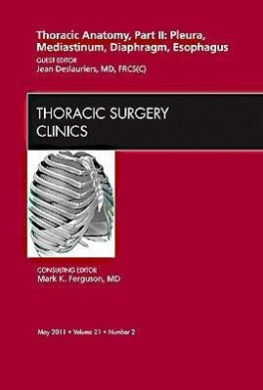 Thoracic Anatomy, Part II: Pleura,
Mediastinum, Diaphragm, Esophagus
GUEST EDITOR
Jean Deslauriers, MD, FRCS(C)
THORACIC SURGERY
CLINICS
CONSULTING EDITOR
Mark K. Ferguson, MD
May 2011 • Volume 21 • Number 2